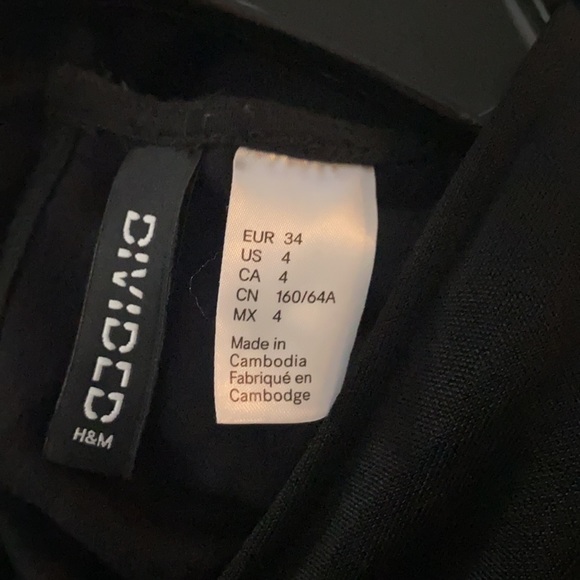 DIVIDED
H&M
EUR 34
US 4
CA 4
CN 160/64A
MX 4
Made in
Cambodia
Fabriqué en
Cambodge